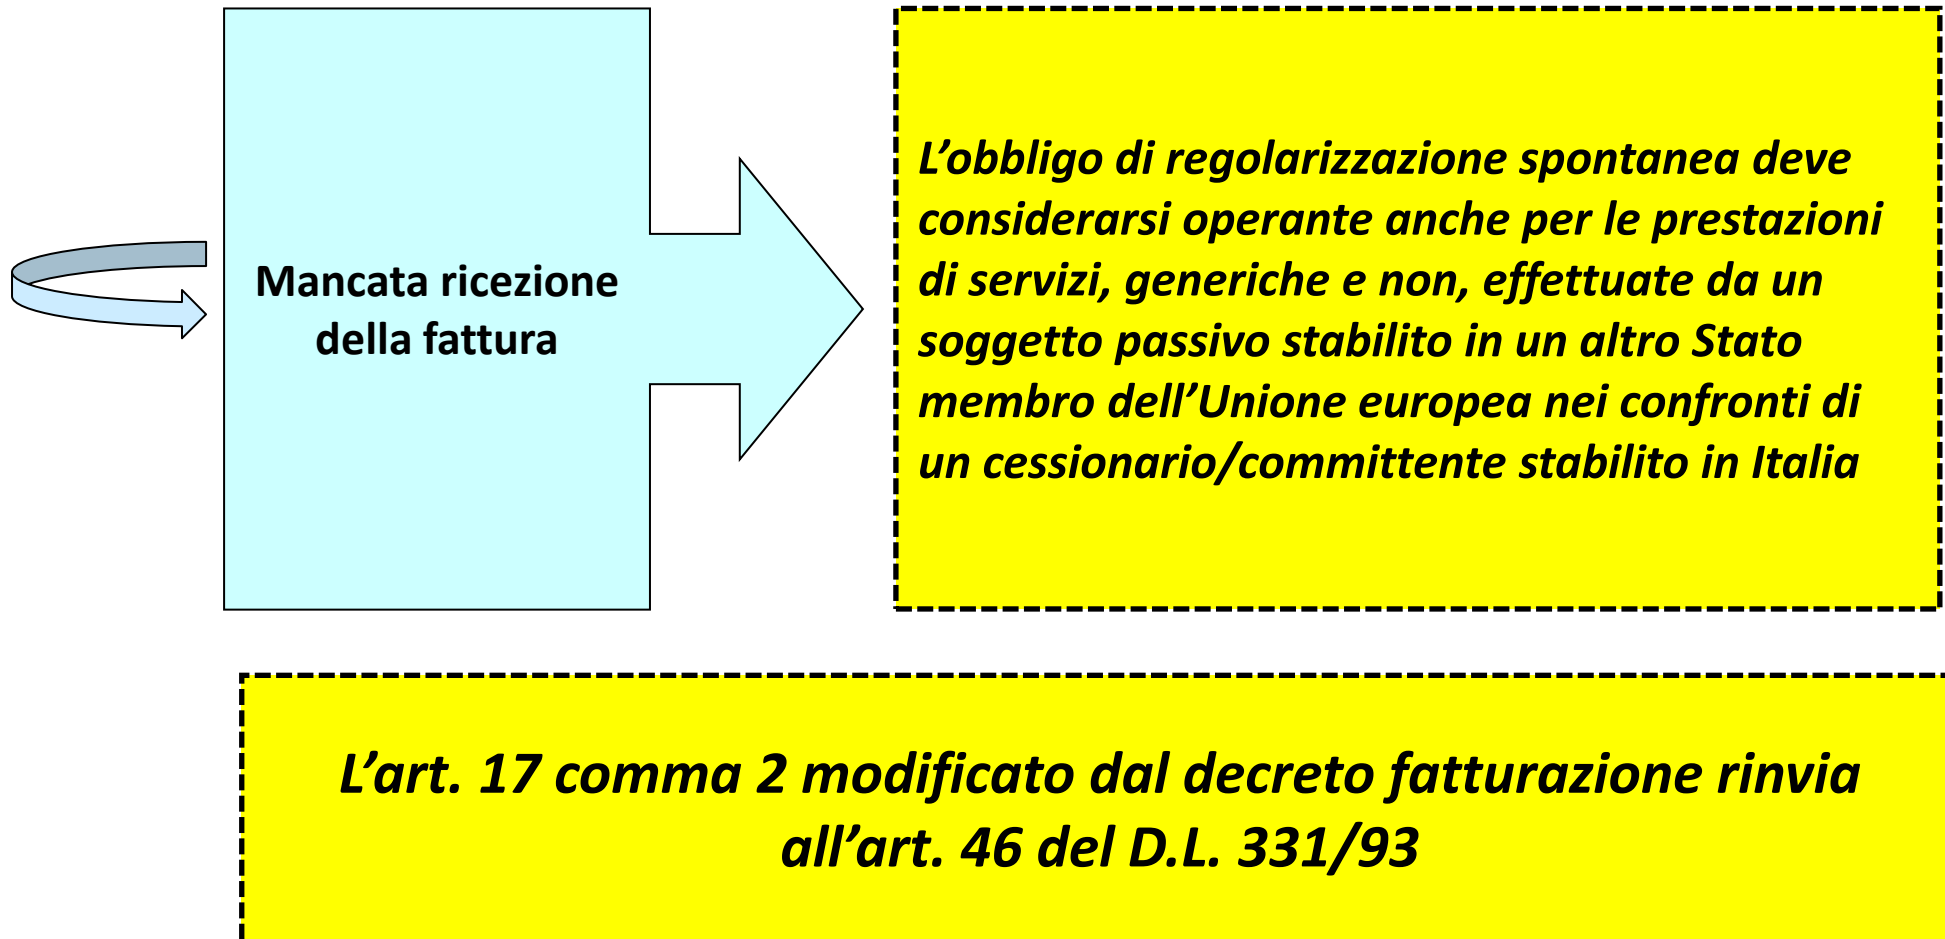 Mancata ricezione
della fattura
L’obbligo di regolarizzazione spontanea deve
considerarsi operante anche per le prestazioni
di servizi, generiche e non, effettuate da un
soggetto passivo stabilito in un altro Stato
membro dell’Unione europea nei confronti di
un cessionario/committente stabilito in Italia
L’art. 17 comma 2 modificato dal decreto fatturazione rinvia
all’art. 46 del D.L. 331/93